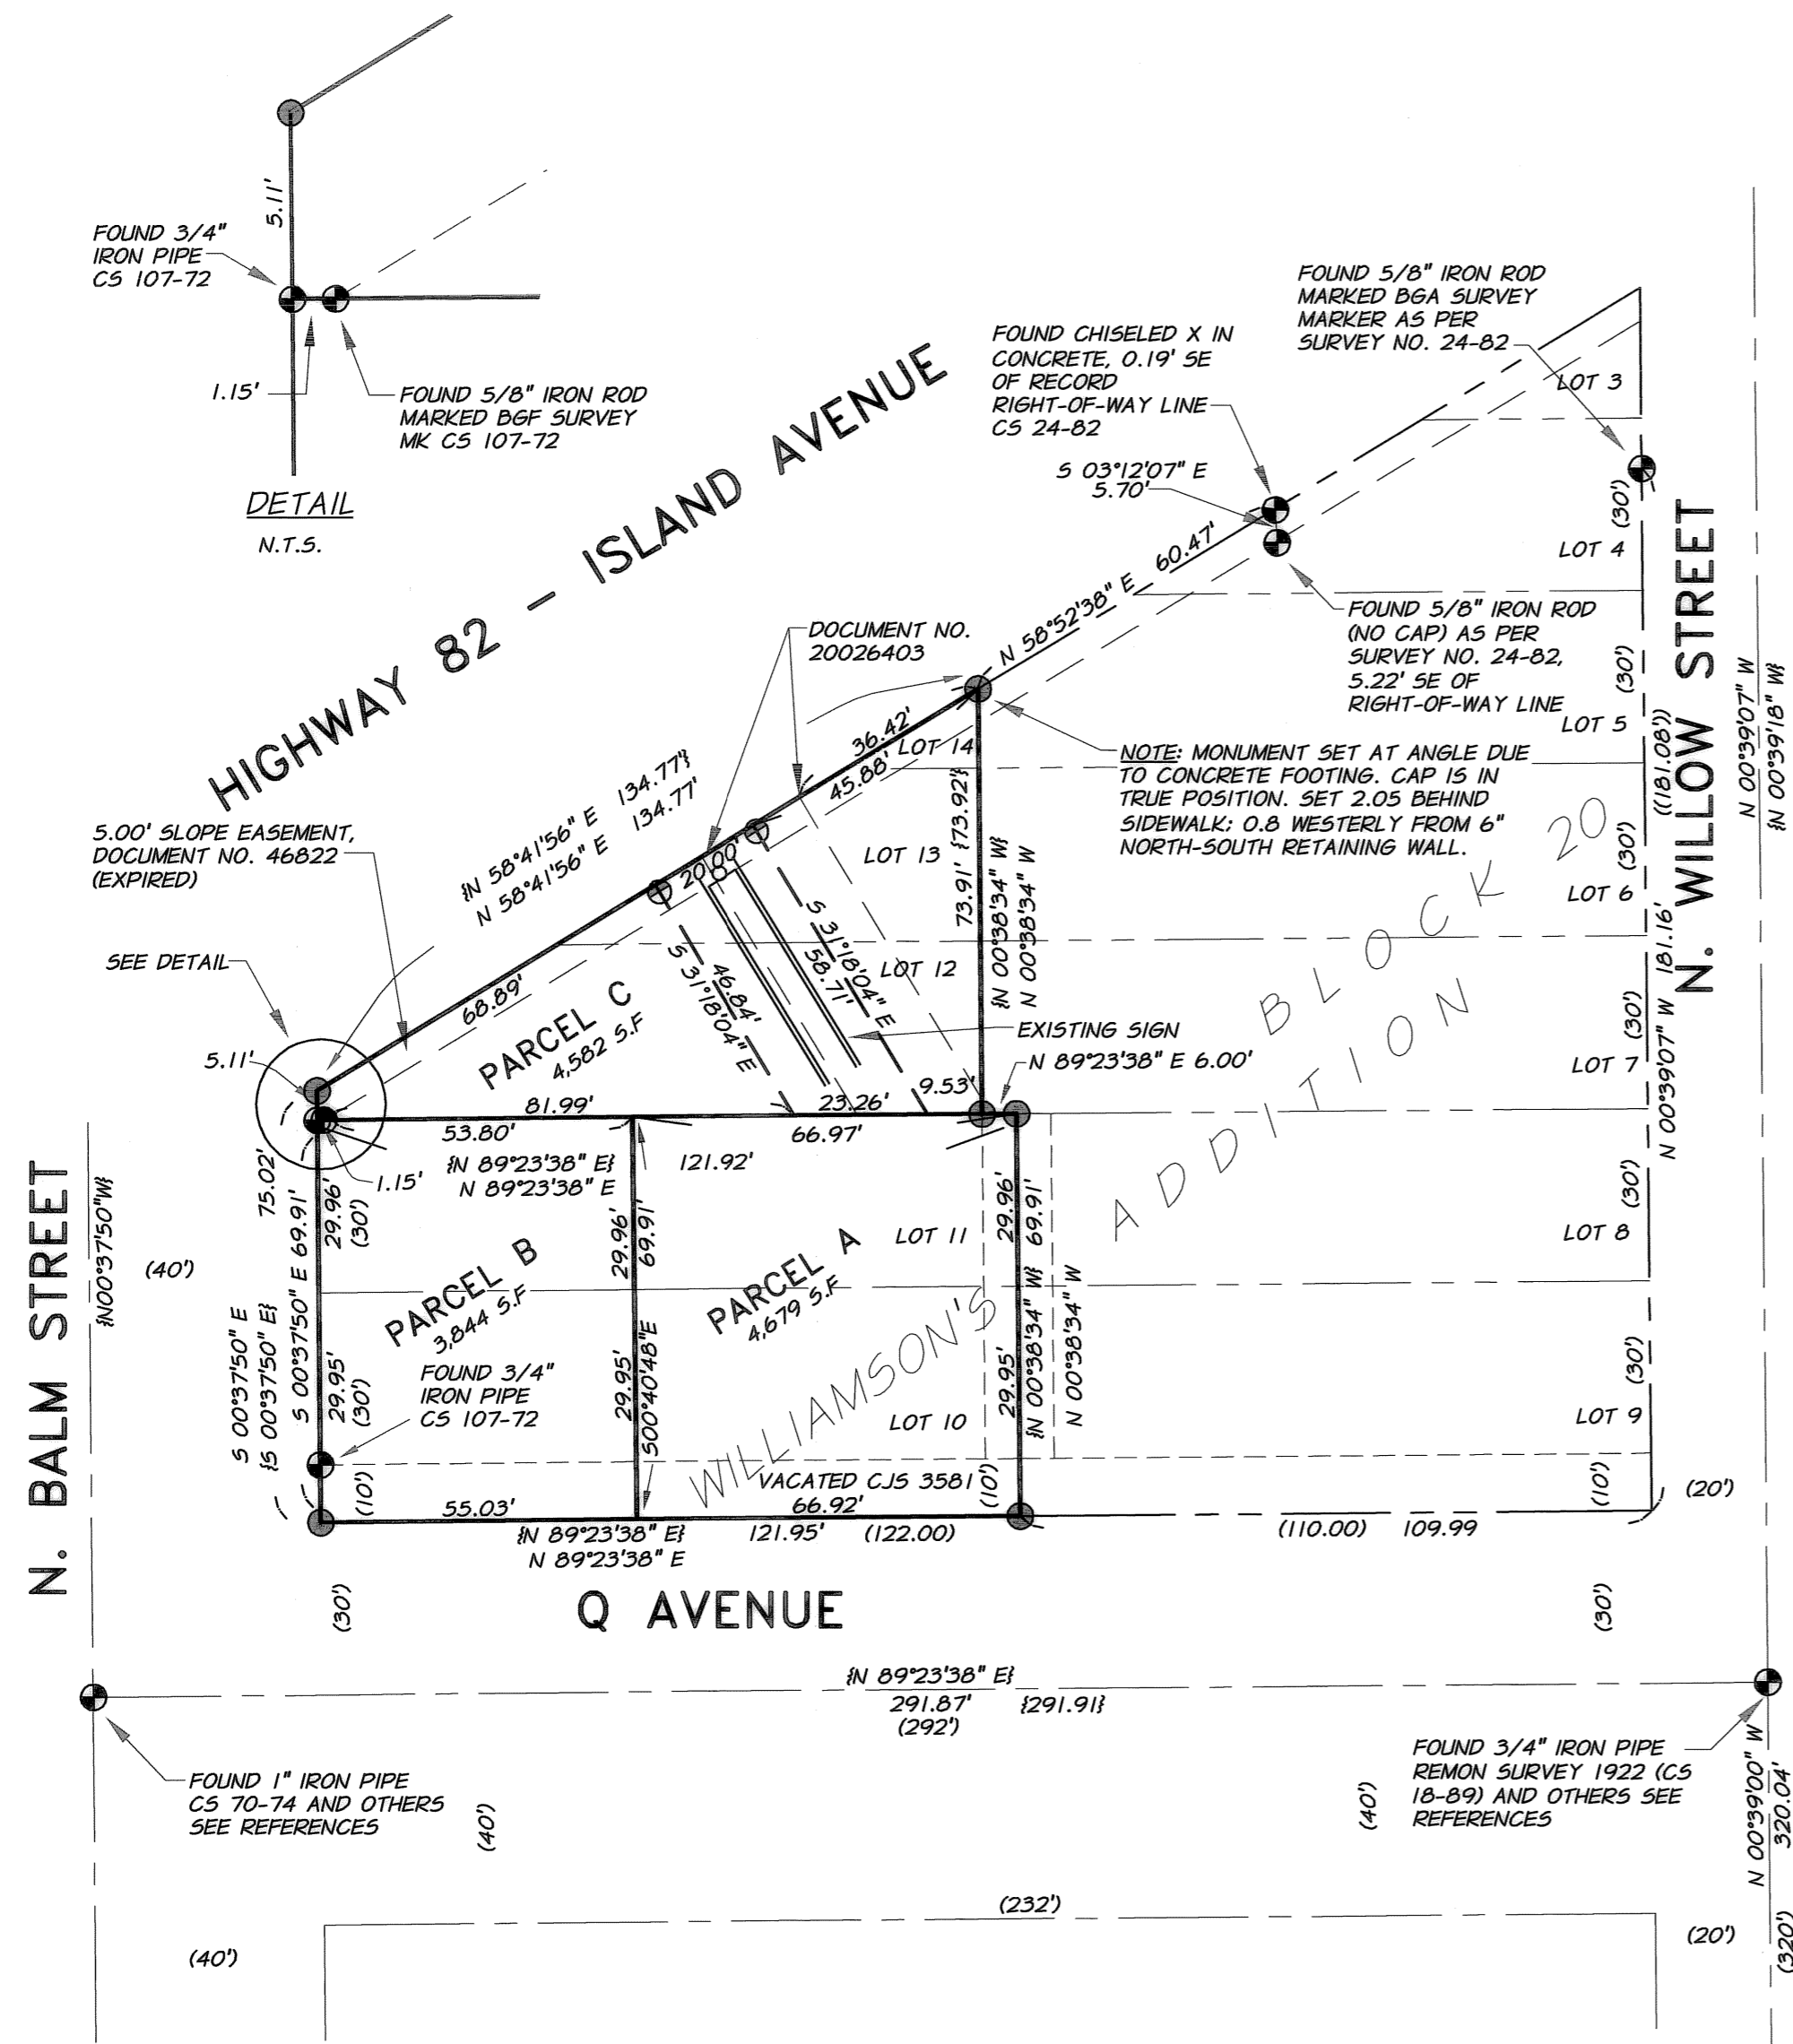 5.11'
FOUND 3/4"
IRON PIPE
CS 107-72
1.15'
FOUND 5/8" IRON ROD
MARKED BGF SURVEY
MK CS 107-72
DETAIL
N.T.S.
HIGHWAY 82 - ISLAND AVENUE
FOUND 5/8" IRON ROD
MARKED BGA SURVEY
MARKER AS PER
SURVEY NO. 24-82
FOUND CHISELED X IN
CONCRETE, 0.19' SE
OF RECORD
RIGHT-OF-WAY LINE
CS 24-82
S 03°12'07" E
5.70'
LOT 3
(30')
LOT 4
N 58°52'38" E 60.47'
FOUND 5/8" IRON ROD
(NO CAP) AS PER
SURVEY NO. 24-82,
5.22' SE OF
RIGHT-OF-WAY LINE
(30')
LOT 5
((181.08'))
N. WILLOW STREET
N 00°39'07" W
{N 00°39'18" W}
DOCUMENT NO.
20026403
NOTE: MONUMENT SET AT ANGLE DUE
TO CONCRETE FOOTING. CAP IS IN
TRUE POSITION. SET 2.05 BEHIND
SIDEWALK; 0.8 WESTERLY FROM 6"
NORTH-SOUTH RETAINING WALL.
36.42'
LOT 14
45.88'
{N 58°41'56" E 134.77'}
N 58°41'56" E 134.77'
5.00' SLOPE EASEMENT,
DOCUMENT NO. 46822
(EXPIRED)
20.00'
LOT 13
73.91' {73.92'}
{N 00°38'34" W}
N 00°38'34" W
(30')
LOT 6
BLOCK 20
SEE DETAIL
68.89'
PARCEL C
4,582 S.F
46.84'
S 31°18'04" E
S 31°18'04" E
58.71'
LOT 12
EXISTING SIGN
N 89°23'38" E 6.00'
(30')
LOT 7
N 00°39'07" W 181.16'
5.11'
81.99'
23.26'
9.53'
53.80'
66.97'
1.15'
{N 89°23'38" E}
N 89°23'38" E
121.92'
ADDITION
N. BALM STREET
{N00°37'50"W}
(40')
75.02'
S 00°37'50" E
{S 00°37'50" E}
S 00°37'50" E 69.91'
29.96'
(30')
29.96'
69.91'
LOT 11
29.96'
69.91'
(30')
LOT 8
PARCEL B
3,844 S.F
PARCEL A
4,679 S.F
29.95'
(30')
FOUND 3/4"
IRON PIPE
CS 107-72
29.95'
S00°40'48"E
WILLIAMSON'S
LOT 10
29.95'
{N 00°38'34" W}
N 00°38'34" W
(30')
LOT 9
(10')
VACATED CJS 3581
(10')
(10')
(20')
55.03'
66.92'
{N 89°23'38" E}
N 89°23'38" E
121.95' (122.00)
(110.00) 109.99
(30')
Q AVENUE
(30')
{N 89°23'38" E}
291.87' {291.91}
(292')
FOUND 1" IRON PIPE
CS 70-74 AND OTHERS
SEE REFERENCES
(40')
(40')
FOUND 3/4" IRON PIPE
REMON SURVEY 1922 (CS
18-89) AND OTHERS SEE
REFERENCES
N 00°39'00" W 320.04'
(320')
(232')
(40')
(20')